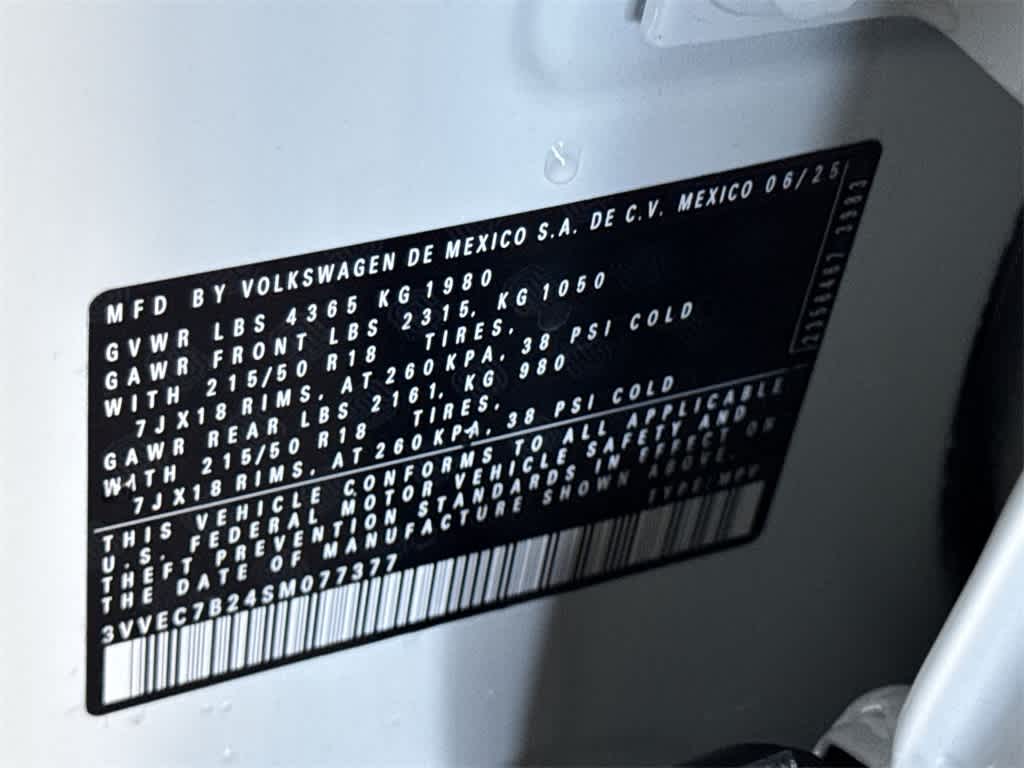 MFD BY VOLKSWAGEN DE MEXICO S.A. DE C.V. MEXICO 06/25
GVWR LBS 4365 KG 1980
GAWR FRONT LBS 2315, KG 1050
WITH 215/50 R18 TIRES,
7JX18 RIMS, AT 260 KPA, 38 PSI COLD
GAWR REAR LBS 2161, KG 980
WITH 215/50 R18 TIRES,
7JX18 RIMS, AT 260 KPA, 38 PSI COLD
THIS VEHICLE CONFORMS TO ALL APPLICABLE
U.S. FEDERAL MOTOR VEHICLE SAFETY AND
THEFT PREVENTION STANDARDS IN EFFECT ON
THE DATE OF MANUFACTURE SHOWN ABOVE.
3VVEC7B24SM077377 TYPE: MPV